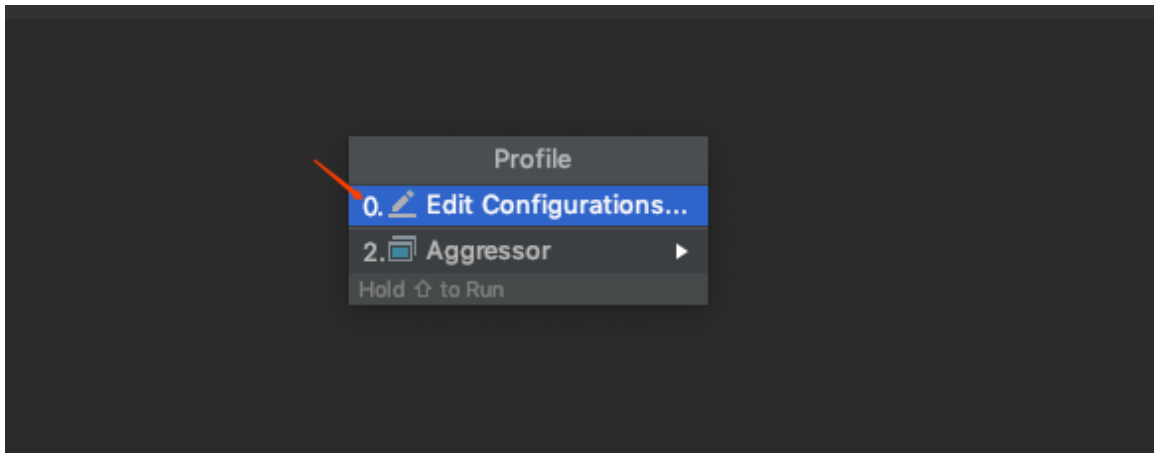 Profile
0. Edit Configurations...
2. Aggressor
Hold ⇧ to Run